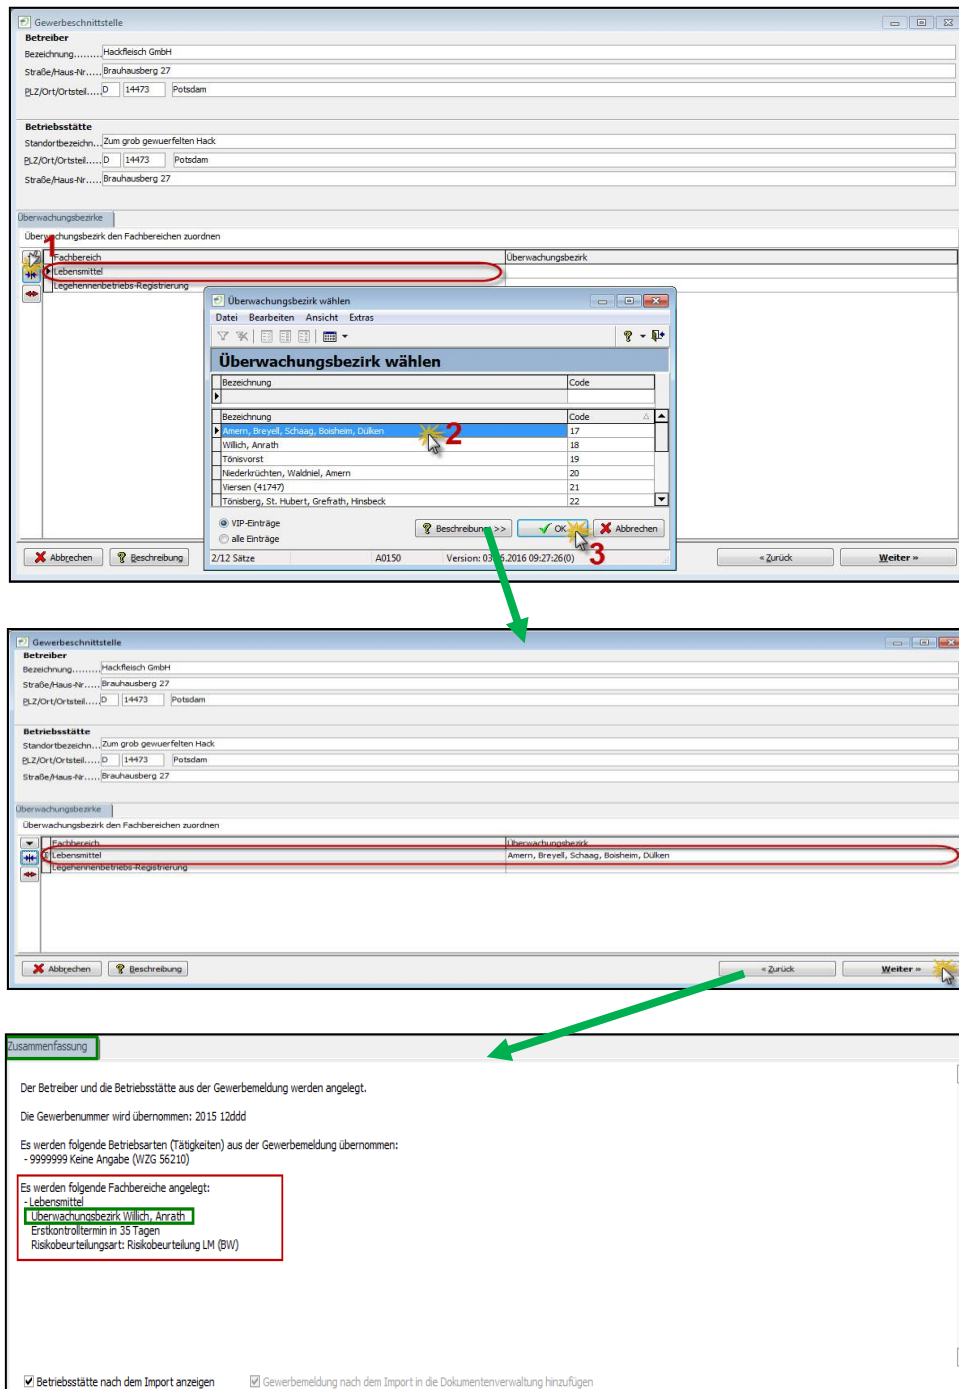 Gewerbeschnittstelle
Betreiber
Bezeichnung......... Hackfleisch GmbH
Straße/Haus-Nr..... Brauhausberg 27
PLZ/Ort/Ortsteil..... D 14473 Potsdam
Betriebsstätte
Standortbezeichn... Zum grob gewuerfelten Hack
PLZ/Ort/Ortsteil..... D 14473 Potsdam
Straße/Haus-Nr..... Brauhausberg 27
Überwachungsbezirke
Überwachungsbezirk den Fachbereichen zuordnen
1
Fachbereich Überwachungsbezirk
Lebensmittel
Legehennenbetriebs-Registrierung
Überwachungsbezirk wählen
Datei Bearbeiten Ansicht Extras
Überwachungsbezirk wählen
Bezeichnung Code
Bezeichnung Code
Amern, Breyell, Schaag, Boisheim, Dülken 17
2
Willich, Anrath 18
Tönisvorst 19
Niederkrüchten, Waldniel, Amern 20
Viersen (41747) 21
Tönisberg, St. Hubert, Grefrath, Hinsbeck 22
VIP-Einträge
alle Einträge
Beschreibung >> OK Abbrechen
3
2/12 Sätze A0150 Version: 03. .2016 09:27:26(0)
Abbrechen Beschreibung « Zurück Weiter »
Gewerbeschnittstelle
Betreiber
Bezeichnung......... Hackfleisch GmbH
Straße/Haus-Nr..... Brauhausberg 27
PLZ/Ort/Ortsteil..... D 14473 Potsdam
Betriebsstätte
Standortbezeichn... Zum grob gewuerfelten Hack
PLZ/Ort/Ortsteil..... D 14473 Potsdam
Straße/Haus-Nr..... Brauhausberg 27
Überwachungsbezirke
Überwachungsbezirk den Fachbereichen zuordnen
Fachbereich Überwachungsbezirk
Lebensmittel Amern, Breyell, Schaag, Boisheim, Dülken
Legehennenbetriebs-Registrierung
Abbrechen Beschreibung « Zurück Weiter »
Zusammenfassung
Der Betreiber und die Betriebsstätte aus der Gewerbemeldung werden angelegt.
Die Gewerbenummer wird übernommen: 2015 12ddd
Es werden folgende Betriebsarten (Tätigkeiten) aus der Gewerbemeldung übernommen:
- 9999999 Keine Angabe (WZG 56210)
Es werden folgende Fachbereiche angelegt:
- Lebensmittel
Überwachungsbezirk Willich, Anrath
Erstkontrolltermin in 35 Tagen
Risikobeurteilungsart: Risikobeurteilung LM (BW)
Betriebsstätte nach dem Import anzeigen Gewerbemeldung nach dem Import in die Dokumentenverwaltung hinzufügen